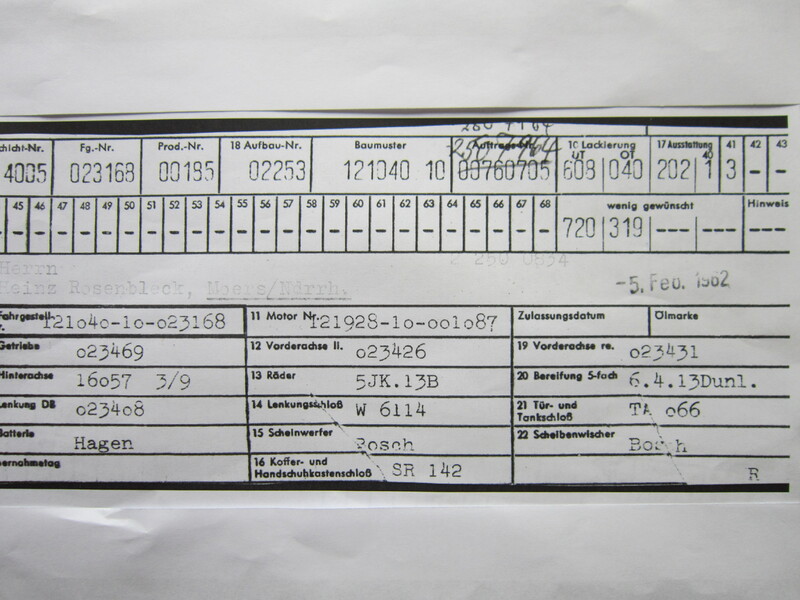 250 7964
chicht-Nr. Fg.-Nr. Prod.-Nr. 18 Aufbau-Nr. Baumuster 10 Lackierung 17 Ausstattung 41 42 43
UT OT 40
4005 023168 00185 02253 121040 10 00760705 608 040 202 1 3 - -
45 46 47 48 49 50 51 52 53 54 55 56 57 58 59 60 61 62 63 64 65 66 67 68 wenig gewünscht Hinweis
- - - - - - - - - - - - - - - - - - - - - - - - 720 319 --- ---
2 250 0834
Herrn
Heinz Rosenbleck, Moers/Ndrrh. -5. Feb. 1962
Fahrgestell- 121040-10-023168 11 Motor Nr. 121928-10-001087 Zulassungsdatum Ölmarke
Getriebe 023469 12 Vorderachse li. 023426 19 Vorderachse re. 023431
Hinterachse 16057 3/9 13 Räder 5JK.13B 20 Bereifung 5-fach 6.4.13Dunl.
Lenkung DB 023408 14 Lenkungsschloß W 6114 21 Tür- und Tankschloß TA 066
Batterie Hagen 15 Scheinwerfer Bosch 22 Scheibenwischer Bosch
ernahmetag 16 Koffer- und Handschuhkastenschloß SR 142 R